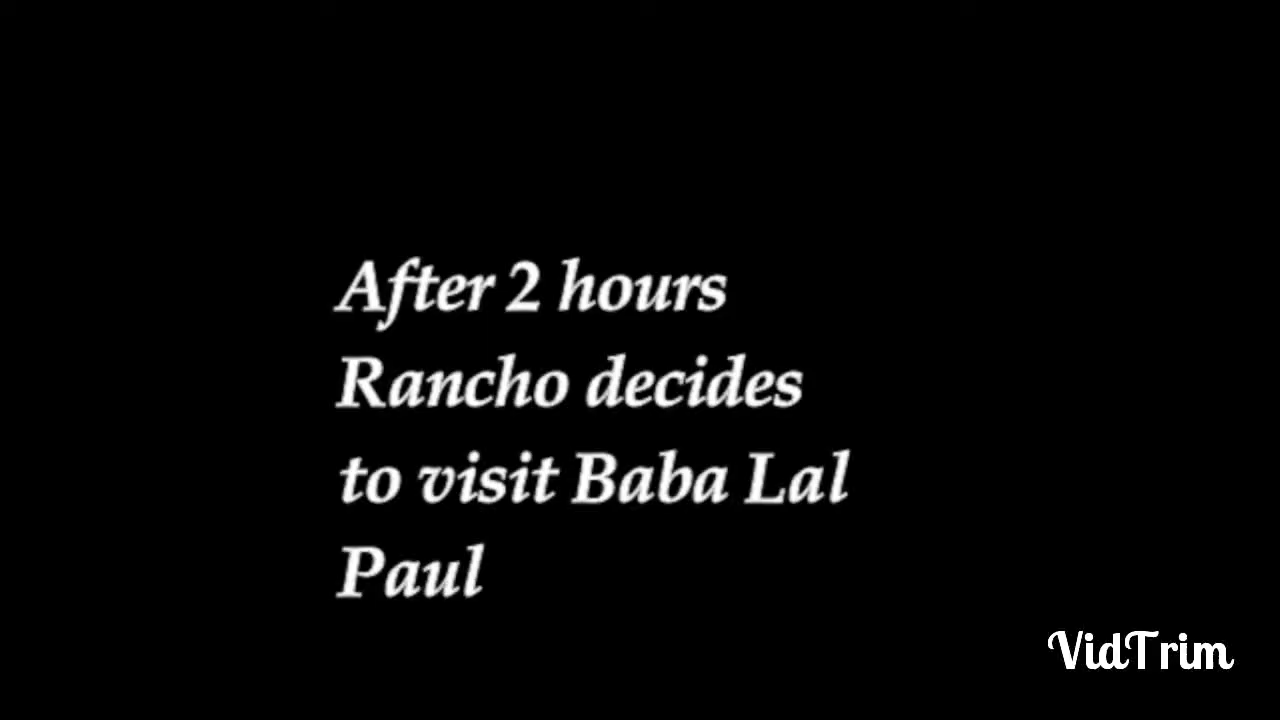 After 2 hours
Rancho decides
to visit Baba Lal
Paul
VidTrim